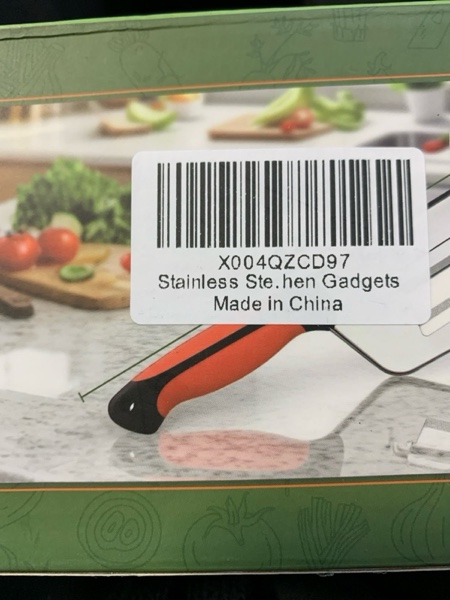 X004QZCD97
Stainless Ste.hen Gadgets
Made in China